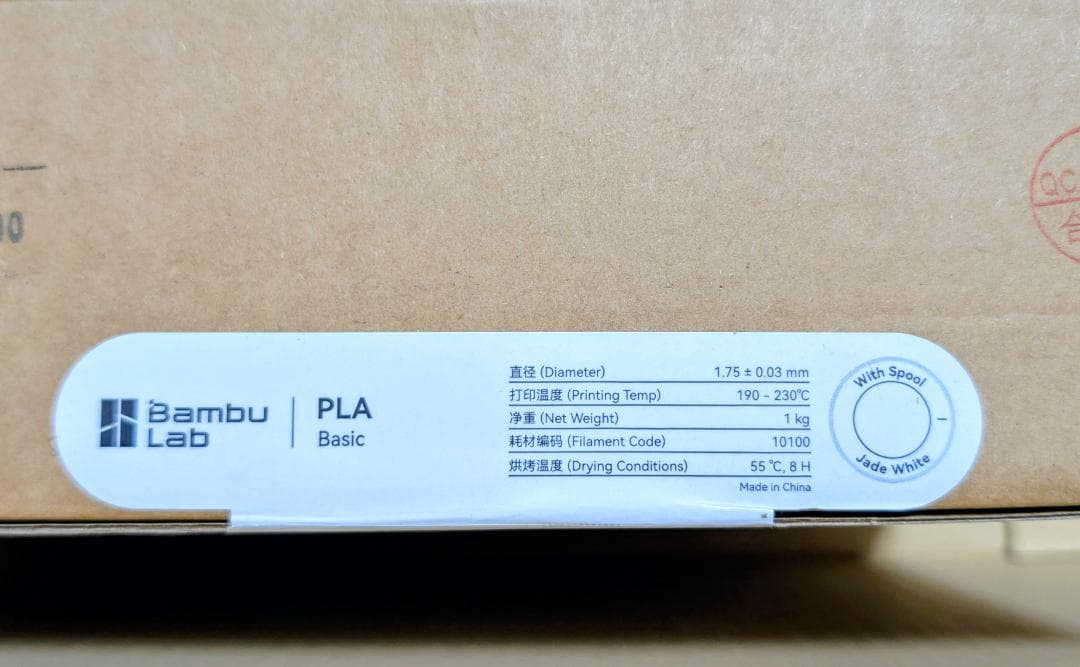 Bambu
Lab
PLA
Basic
直径 (Diameter) 1.75 ± 0.03 mm
打印温度 (Printing Temp) 190 - 230℃
净重 (Net Weight) 1 kg
耗材编码 (Filament Code) 10100
烘烤温度 (Drying Conditions) 55 ℃, 8 H
Made in China
With Spool
Jade White
QC